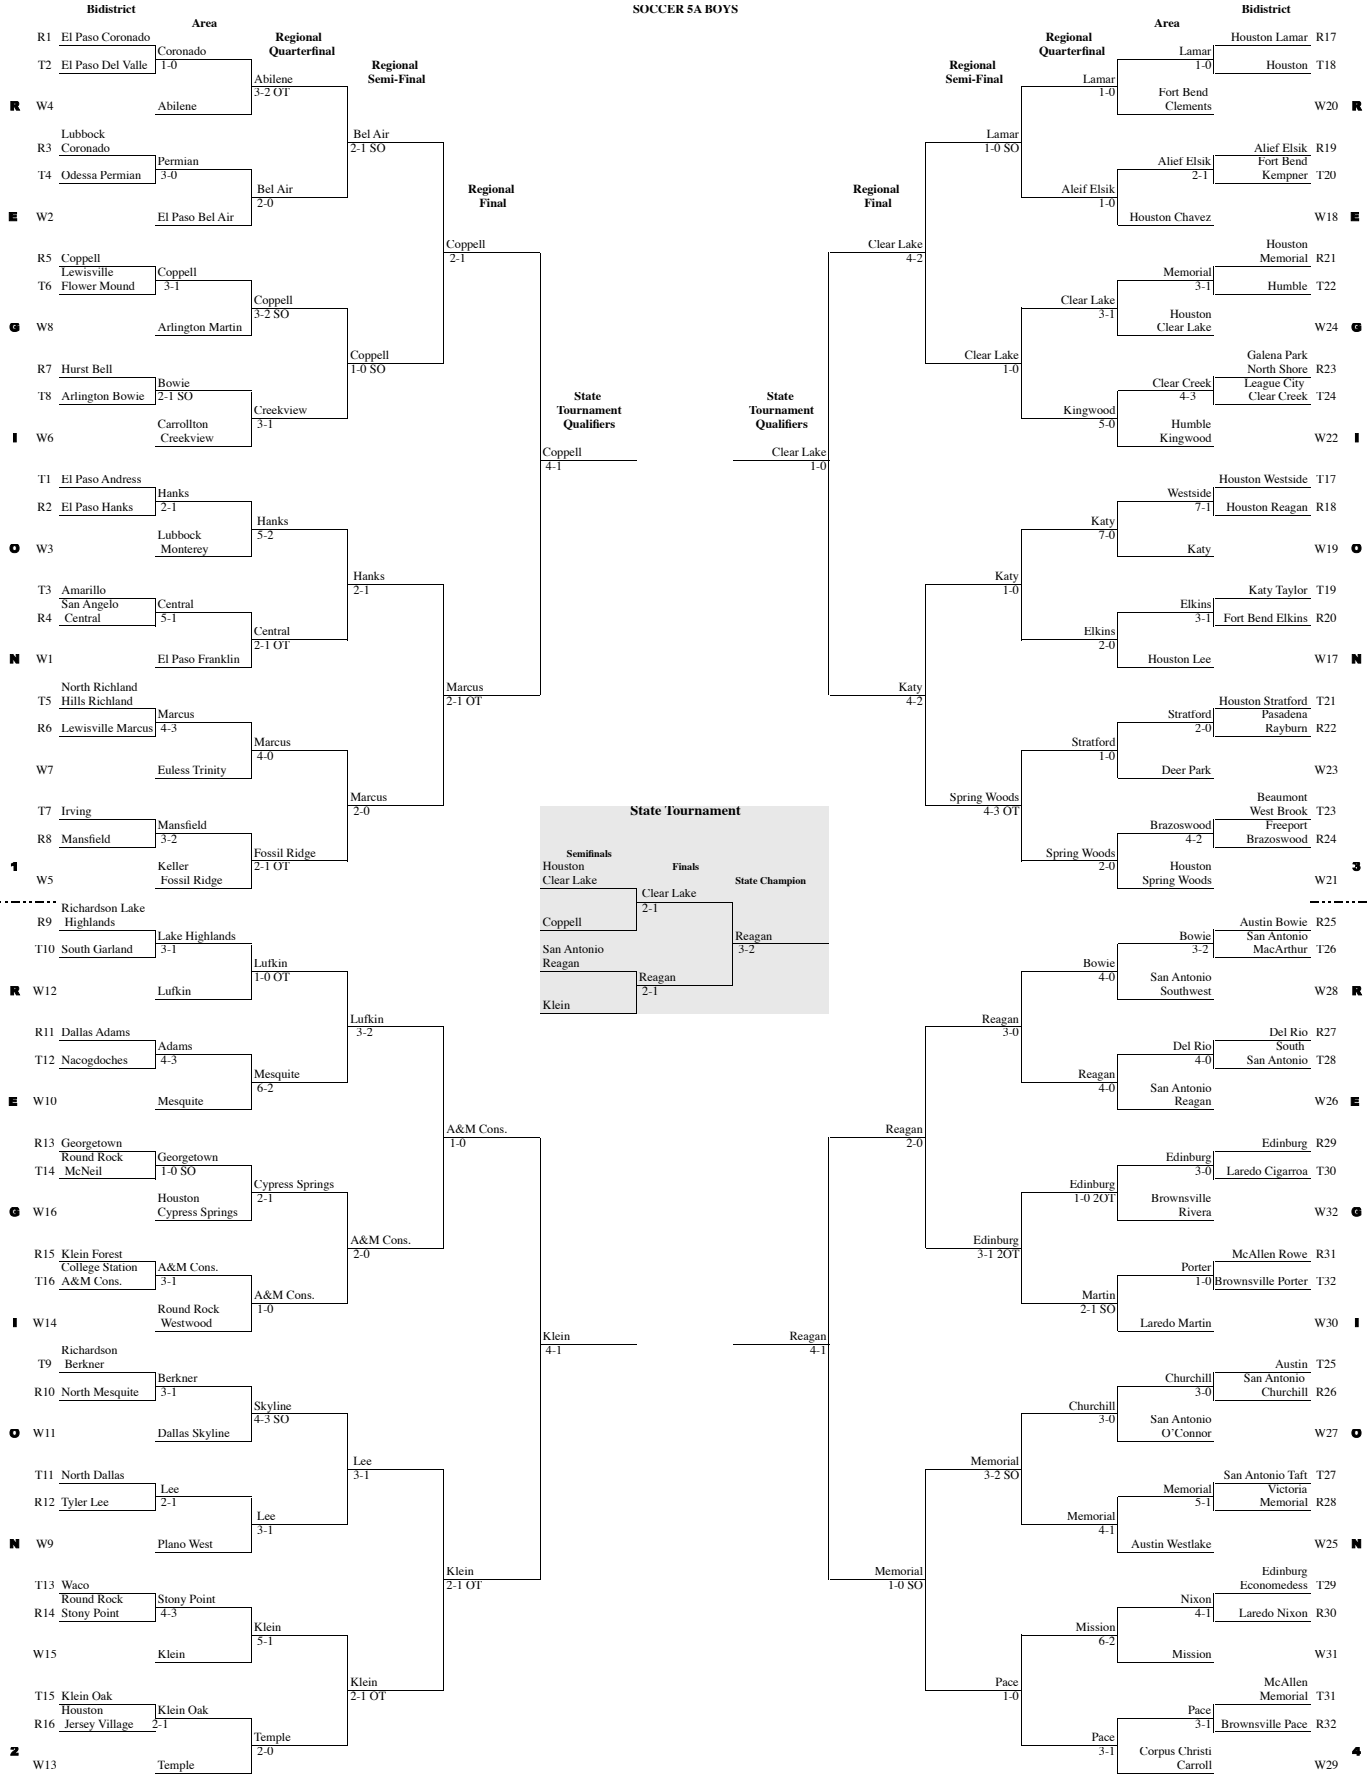 SOCCER 5A BOYS
Bidistrict
Area
Regional
Quarterfinal
Regional
Semi-Final
Regional
Final
State
Tournament
Qualifiers
R1 El Paso Coronado
Coronado
T2 El Paso Del Valle 1-0
Abilene
3-2 OT
R W4 Abilene
Bel Air
2-1 SO
Lubbock
R3 Coronado
Permian
T4 Odessa Permian 3-0
Bel Air
2-0
E W2 El Paso Bel Air
Coppell
2-1
R5 Coppell
Lewisville Coppell
T6 Flower Mound 3-1
Coppell
3-2 SO
G W8 Arlington Martin
Coppell
1-0 SO
R7 Hurst Bell
Bowie
T8 Arlington Bowie 2-1 SO
Creekview
3-1
Carrollton
I W6 Creekview
Coppell
4-1
T1 El Paso Andress
Hanks
R2 El Paso Hanks 2-1
Hanks
5-2
Lubbock
O W3 Monterey
Hanks
2-1
T3 Amarillo
San Angelo Central
R4 Central 5-1
Central
2-1 OT
N W1 El Paso Franklin
Marcus
2-1 OT
North Richland
T5 Hills Richland
Marcus
R6 Lewisville Marcus 4-3
Marcus
4-0
W7 Euless Trinity
Marcus
2-0
T7 Irving
Mansfield
R8 Mansfield 3-2
Fossil Ridge
2-1 OT
Keller
1 W5 Fossil Ridge
Richardson Lake
R9 Highlands
Lake Highlands
T10 South Garland 3-1
Lufkin
1-0 OT
R W12 Lufkin
Lufkin
3-2
R11 Dallas Adams
Adams
T12 Nacogdoches 4-3
Mesquite
6-2
E W10 Mesquite
A&M Cons.
1-0
R13 Georgetown
Round Rock Georgetown
T14 McNeil 1-0 SO
Cypress Springs
2-1
Houston
G W16 Cypress Springs
A&M Cons.
2-0
R15 Klein Forest
College Station A&M Cons.
T16 A&M Cons. 3-1
A&M Cons.
1-0
Round Rock
I W14 Westwood
Klein
4-1
Richardson
T9 Berkner
Berkner
R10 North Mesquite 3-1
Skyline
4-3 SO
O W11 Dallas Skyline
Lee
3-1
T11 North Dallas
Lee
R12 Tyler Lee 2-1
Lee
3-1
N W9 Plano West
Klein
2-1 OT
T13 Waco
Round Rock Stony Point
R14 Stony Point 4-3
Klein
5-1
W15 Klein
Klein
2-1 OT
T15 Klein Oak
Houston Klein Oak
R16 Jersey Village 2-1
Temple
2-0
2 W13 Temple
State Tournament
Semifinals
Finals
State Champion
Houston
Clear Lake
Clear Lake
2-1
Coppell
Reagan
3-2
San Antonio
Reagan
Reagan
2-1
Klein
Bidistrict
Area
Regional
Quarterfinal
Regional
Semi-Final
Regional
Final
State
Tournament
Qualifiers
Houston Lamar R17
Lamar
1-0 Houston T18
Lamar
1-0
Fort Bend
Clements W20 R
Lamar
1-0 SO
Alief Elsik R19
Alief Elsik Fort Bend
2-1 Kempner T20
Aleif Elsik
1-0
Houston Chavez W18 E
Clear Lake
4-2
Houston
Memorial R21
Memorial
3-1 Humble T22
Clear Lake
3-1
Houston
Clear Lake W24 G
Clear Lake
1-0
Galena Park
North Shore R23
Clear Creek League City
4-3 Clear Creek T24
Kingwood
5-0
Humble
Kingwood W22 I
Clear Lake
1-0
Houston Westside T17
Westside
7-1 Houston Reagan R18
Katy
7-0
Katy W19 O
Katy
1-0
Katy Taylor T19
Elkins
3-1 Fort Bend Elkins R20
Elkins
2-0
Houston Lee W17 N
Katy
4-2
Houston Stratford T21
Stratford Pasadena
2-0 Rayburn R22
Stratford
1-0
Deer Park W23
Spring Woods
4-3 OT
Beaumont
West Brook T23
Brazoswood Freeport
4-2 Brazoswood R24
Spring Woods
2-0
Houston
Spring Woods W21 3
Austin Bowie R25
Bowie San Antonio
3-2 MacArthur T26
Bowie
4-0
San Antonio
Southwest W28 R
Reagan
3-0
Del Rio R27
Del Rio South
4-0 San Antonio T28
Reagan
4-0
San Antonio
Reagan W26 E
Reagan
2-0
Edinburg R29
Edinburg
3-0 Laredo Cigarroa T30
Edinburg
1-0 2OT
Brownsville
Rivera W32 G
Edinburg
3-1 2OT
McAllen Rowe R31
Porter
1-0 Brownsville Porter T32
Martin
2-1 SO
Laredo Martin W30 I
Reagan
4-1
Austin T25
Churchill San Antonio
3-0 Churchill R26
Churchill
3-0
San Antonio
O'Connor W27 O
Memorial
3-2 SO
San Antonio Taft T27
Memorial Victoria
5-1 Memorial R28
Memorial
4-1
Austin Westlake W25 N
Memorial
1-0 SO
Edinburg
Economedess T29
Nixon
4-1 Laredo Nixon R30
Mission
6-2
Mission W31
Pace
1-0
McAllen
Memorial T31
Pace
3-1 Brownsville Pace R32
Pace
3-1
Corpus Christi
Carroll W29 4